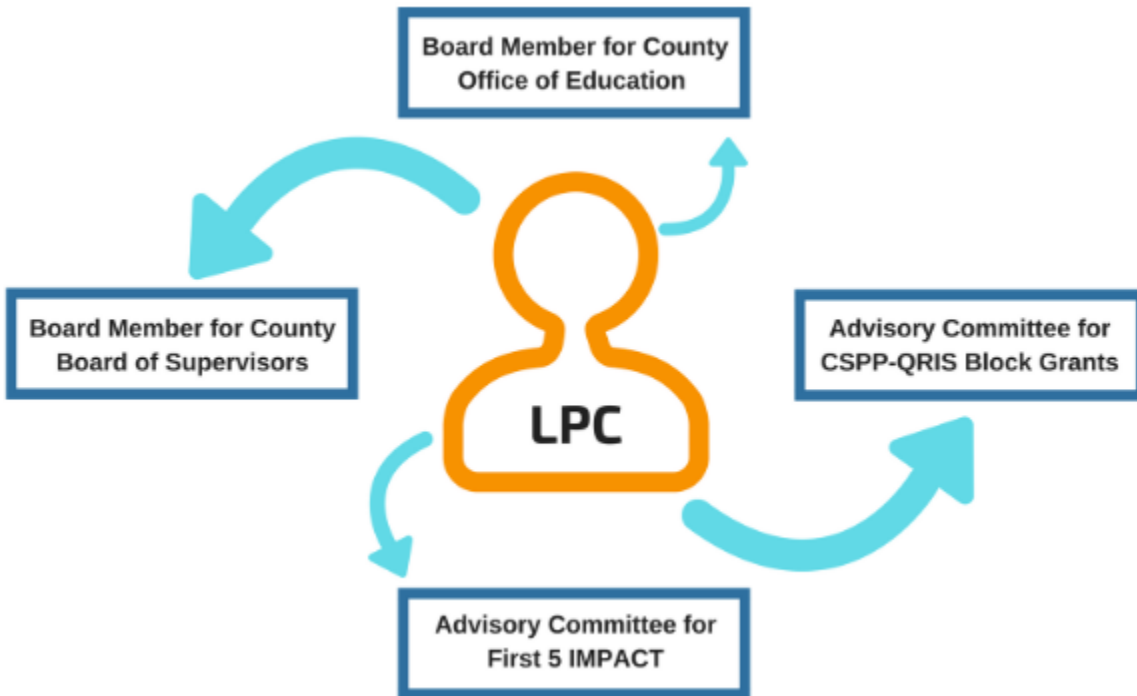 Board Member for County
Office of Education
Board Member for County
Board of Supervisors
Advisory Committee for
CSPP-QRIS Block Grants
LPC
Advisory Committee for
First 5 IMPACT